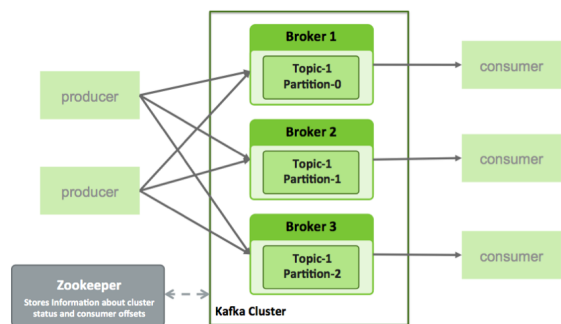 Broker 1
Topic-1
Partition-0
consumer
producer
Broker 2
Topic-1
Partition-1
consumer
producer
Broker 3
Topic-1
Partition-2
consumer
Zookeeper
Stores Information about cluster
status and consumer offsets
Kafka Cluster